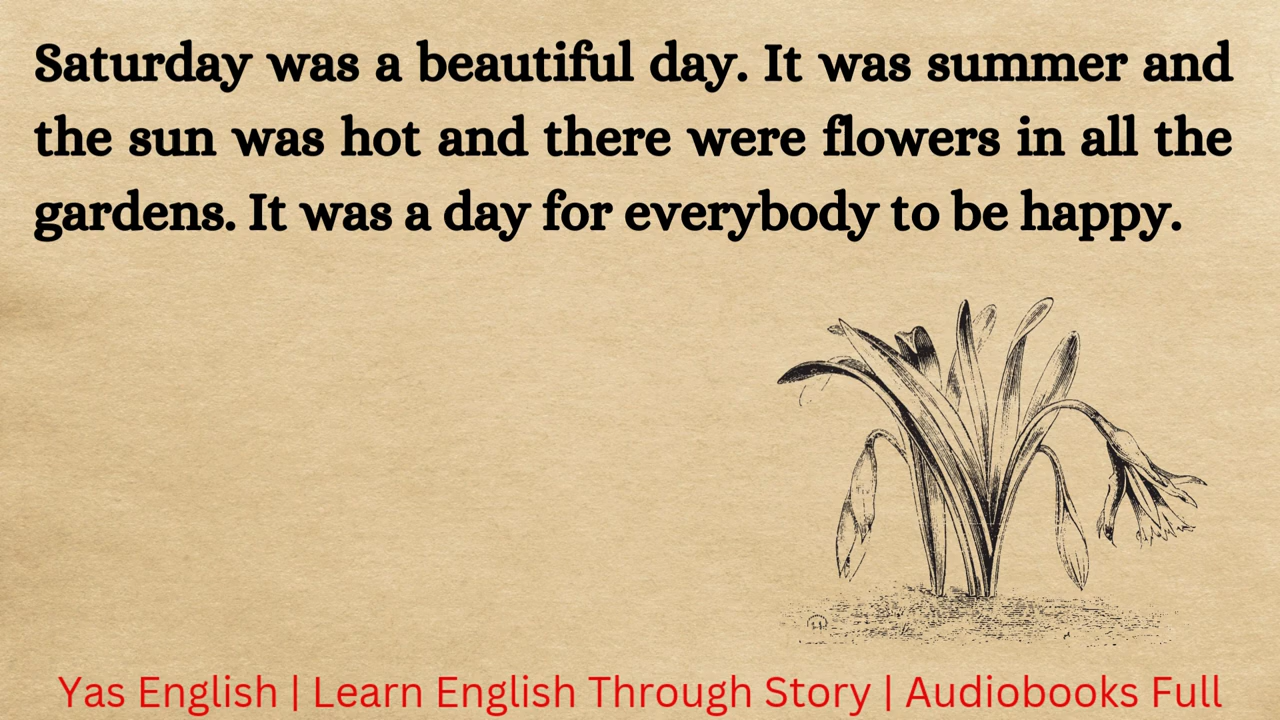 Saturday was a beautiful day. It was summer and
the sun was hot and there were flowers in all the
gardens. It was a day for everybody to be happy.
Yas English | Learn English Through Story | Audiobooks Full